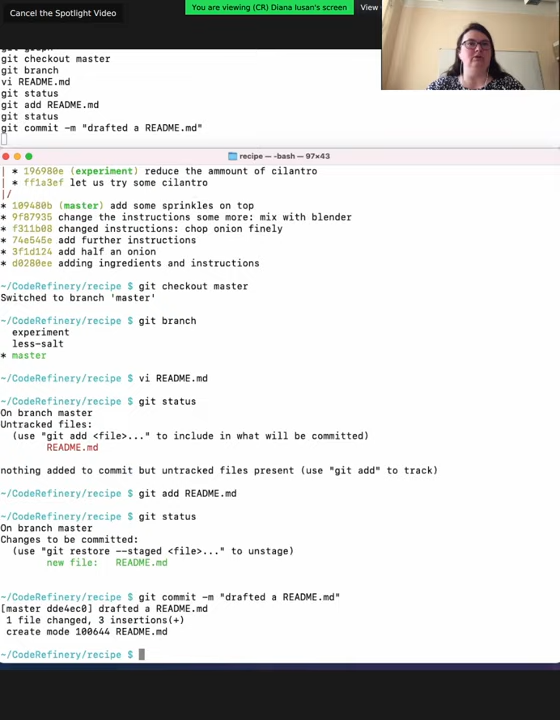 Cancel the Spotlight Video
You are viewing (CR) Diana Iusan's screen
View
git checkout master
git branch
vi README.md
git status
git add README.md
git status
git commit -m "drafted a README.md"
recipe — -bash — 97×43
| * 196980e (experiment) reduce the ammount of cilantro
| * ff1a3ef let us try some cilantro
|/
* 109480b (master) add some sprinkles on top
* 9f87935 change the instructions some more: mix with blender
* f311b08 changed instructions: chop onion finely
* 74e545e add further instructions
* 3f1d124 add half an onion
* d0280ee adding ingredients and instructions
~/CodeRefinery/recipe $ git checkout master
Switched to branch 'master'
~/CodeRefinery/recipe $ git branch
experiment
less-salt
* master
~/CodeRefinery/recipe $ vi README.md
~/CodeRefinery/recipe $ git status
On branch master
Untracked files:
(use "git add <file>..." to include in what will be committed)
README.md
nothing added to commit but untracked files present (use "git add" to track)
~/CodeRefinery/recipe $ git add README.md
~/CodeRefinery/recipe $ git status
On branch master
Changes to be committed:
(use "git restore --staged <file>..." to unstage)
new file:   README.md
~/CodeRefinery/recipe $ git commit -m "drafted a README.md"
[master dde4ec0] drafted a README.md
1 file changed, 3 insertions(+)
create mode 100644 README.md
~/CodeRefinery/recipe $